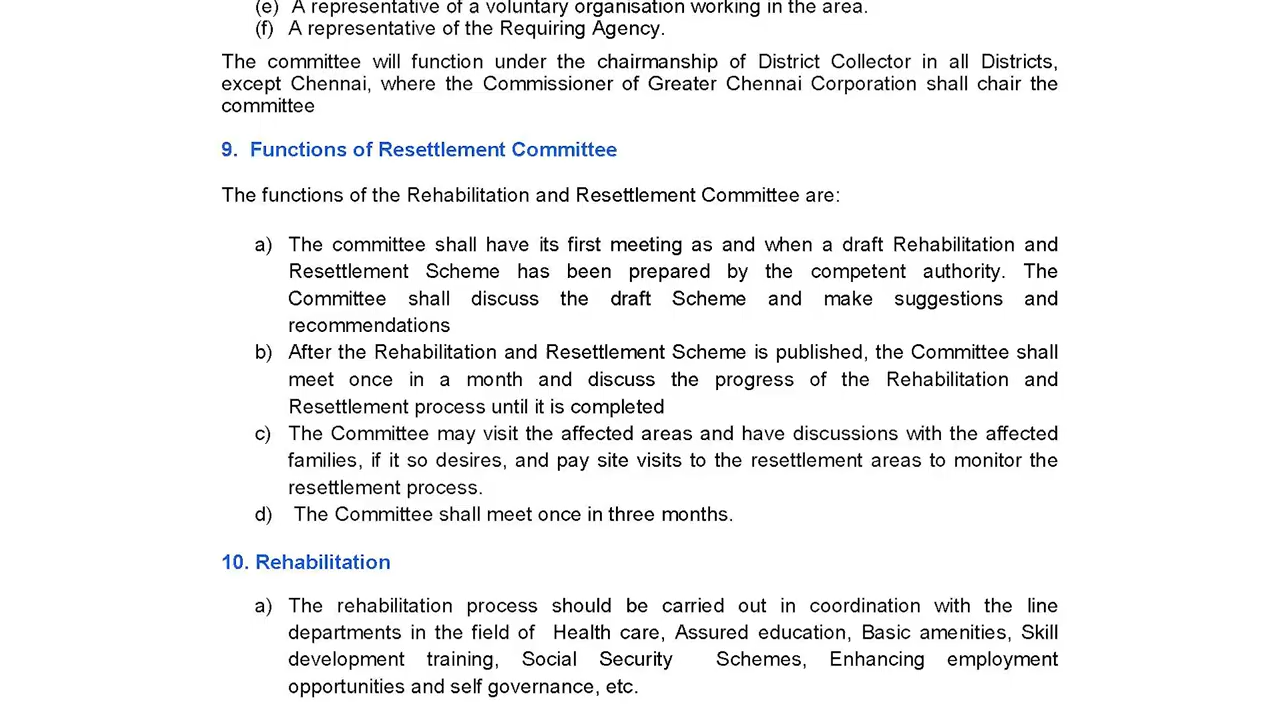 (e) A representative of a voluntary organisation working in the area.
(f) A representative of the Requiring Agency.
The committee will function under the chairmanship of District Collector in all Districts,
except Chennai, where the Commissioner of Greater Chennai Corporation shall chair the
committee
9. Functions of Resettlement Committee
The functions of the Rehabilitation and Resettlement Committee are:
a) The committee shall have its first meeting as and when a draft Rehabilitation and
Resettlement Scheme has been prepared by the competent authority. The
Committee shall discuss the draft Scheme and make suggestions and
recommendations
b) After the Rehabilitation and Resettlement Scheme is published, the Committee shall
meet once in a month and discuss the progress of the Rehabilitation and
Resettlement process until it is completed
c) The Committee may visit the affected areas and have discussions with the affected
families, if it so desires, and pay site visits to the resettlement areas to monitor the
resettlement process.
d) The Committee shall meet once in three months.
10. Rehabilitation
a) The rehabilitation process should be carried out in coordination with the line
departments in the field of Health care, Assured education, Basic amenities, Skill
development training, Social Security Schemes, Enhancing employment
opportunities and self governance, etc.